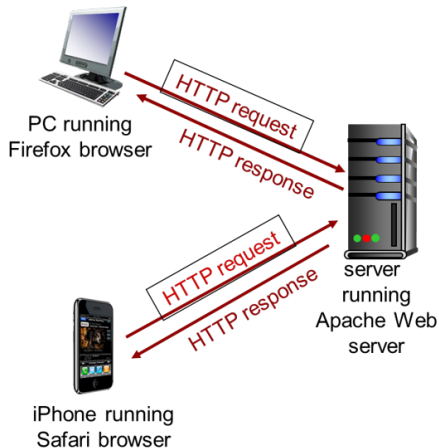 HTTP request
HTTP response
PC running
Firefox browser
HTTP request
HTTP response
server
running
Apache Web
server
iPhone running
Safari browser